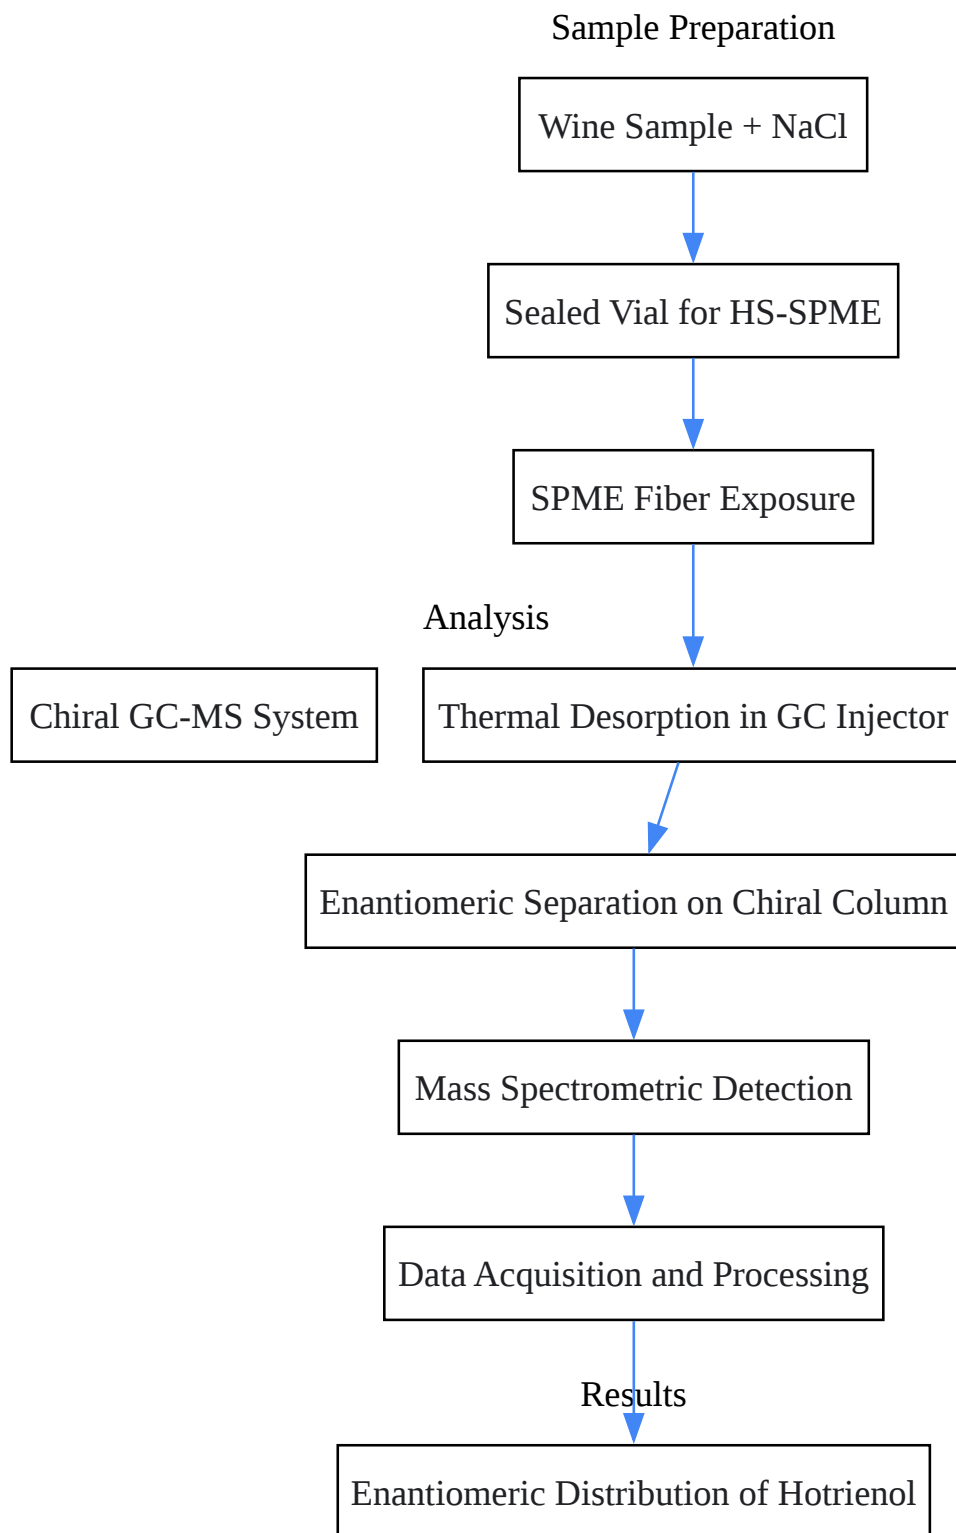 Sample Preparation
Wine Sample + NaCl
Sealed Vial for HS-SPME
SPME Fiber Exposure
Analysis
Chiral GC-MS System
Thermal Desorption in GC Injector
Enantiomeric Separation on Chiral Column
Mass Spectrometric Detection
Data Acquisition and Processing
Results
Enantiomeric Distribution of Hotrienol